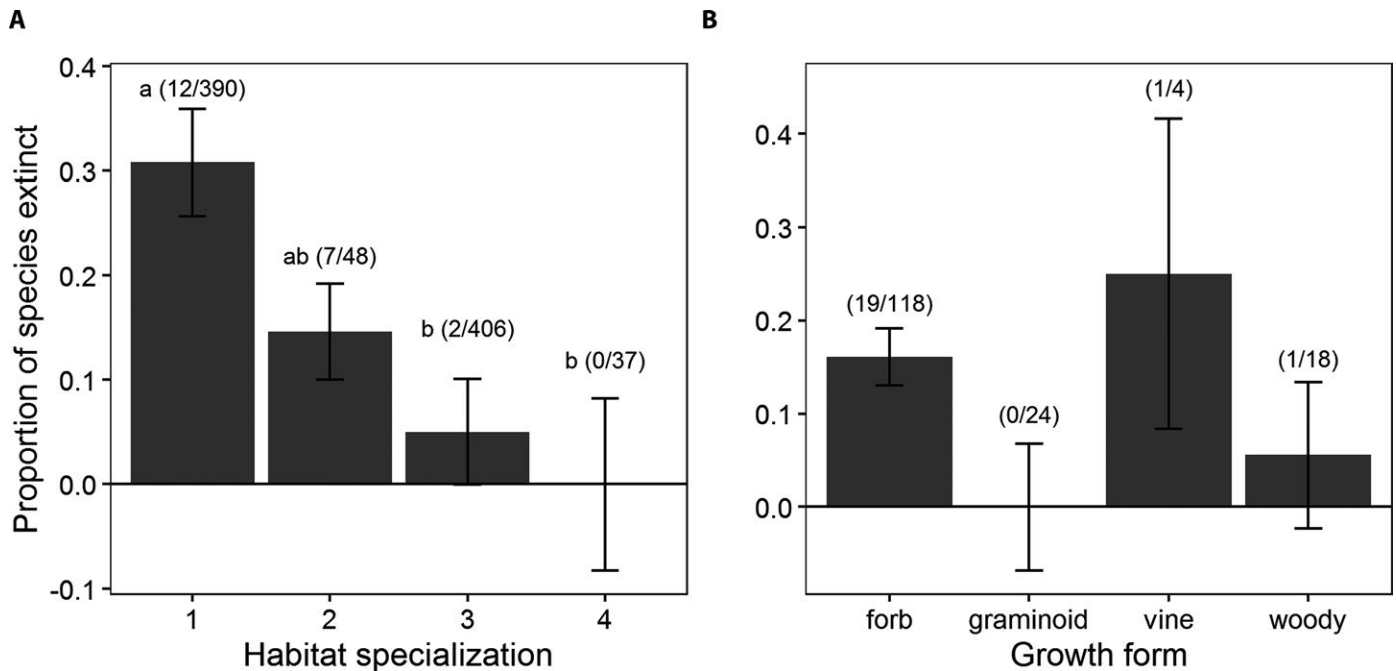 A
Proportion of species extinct
0.4
0.3
0.2
0.1
0.0
-0.1
a (12/390)
ab (7/48)
b (2/406)
b (0/37)
1 2 3 4
Habitat specialization
B
0.4
0.3
0.2
0.1
0.0
(19/118)
(0/24)
(1/4)
(1/18)
forb graminoid vine woody
Growth form